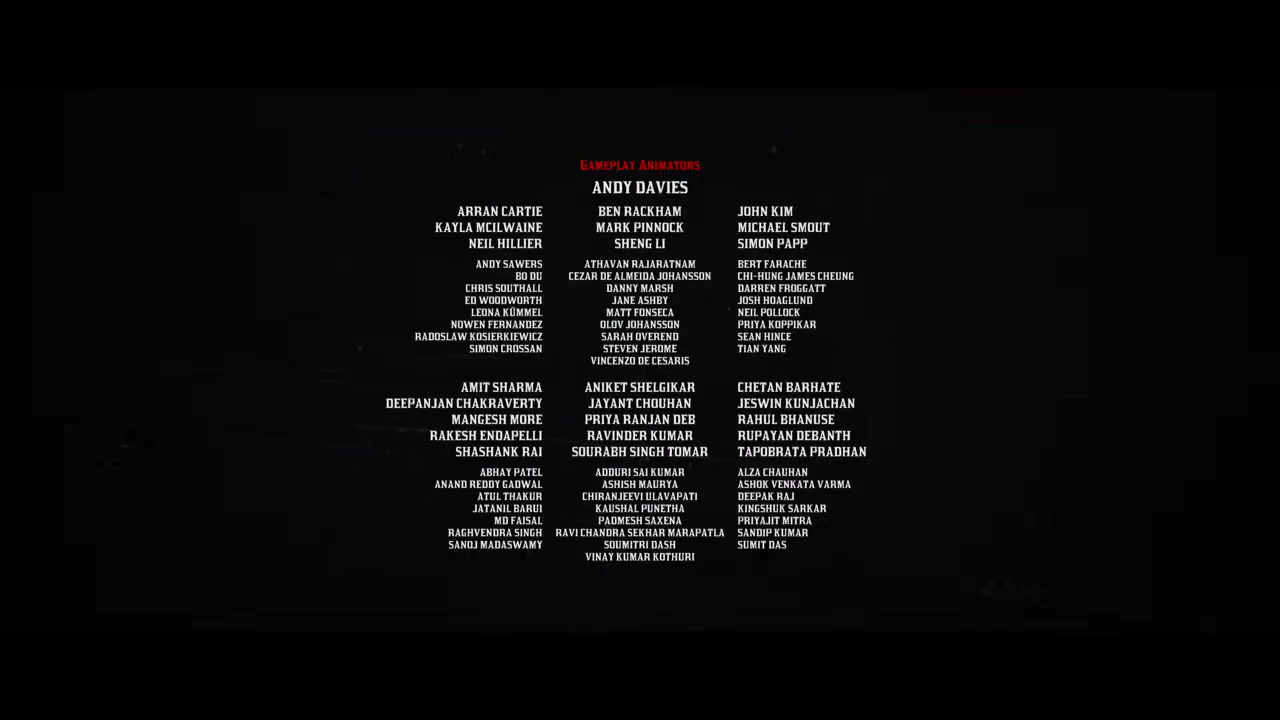 GAMEPLAY ANIMATORS
ANDY DAVIES
ARRAN CARTIE BEN RACKHAM JOHN KIM
KAYLA MCILWAINE MARK PINNOCK MICHAEL SMOUT
NEIL HILLIER SHENG LI SIMON PAPP
ANDY SAWERS ATHAVAN RAJARATNAM BERT FARACHE
BO DU CEZAR DE ALMEIDA JOHANSSON CHI-HUNG JAMES CHEUNG
CHRIS SOUTHALL DANNY MARSH DARREN FROGGATT
ED WOODWORTH JANE ASHBY JOSH HOAGLUND
LEONA KÜMMEL MATT FONSECA NEIL POLLOCK
NOWEN FERNANDEZ OLOV JOHANSSON PRIYA KOPPIKAR
RADOSLAW KOSIERKIEWICZ SARAH OVEREND SEAN HINCE
SIMON CROSSAN STEVEN JEROME TIAN YANG
VINCENZO DE CESARIS
AMIT SHARMA ANIKET SHELGIKAR CHETAN BARHATE
DEEPANJAN CHAKRAVERTY JAYANT CHOUHAN JESWIN KUNJACHAN
MANGESH MORE PRIYA RANJAN DEB RAHUL BHANUSE
RAKESH ENDAPELLI RAVINDER KUMAR RUPAYAN DEBANTH
SHASHANK RAI SOURABH SINGH TOMAR TAPOBRATA PRADHAN
ABHAY PATEL ADDURI SAI KUMAR ALZA CHAUHAN
ANAND REDDY GADWAL ASHISH MAURYA ASHOK VENKATA VARMA
ATUL THAKUR CHIRANJEEVI ULAVAPATI DEEPAK RAJ
JATANIL BARUI KAUSHAL PUNETHA KINGSHUK SARKAR
MD FAISAL PADMESH SAXENA PRIYAJIT MITRA
RAGHVENDRA SINGH RAVI CHANDRA SEKHAR MARAPATLA SANDIP KUMAR
SANOJ MADASWAMY SOUMITRI DASH SUMIT DAS
VINAY KUMAR KOTHURI